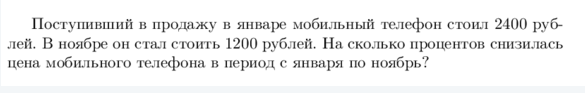 Поступивший в продажу в январе мобильный телефон стоил 2400 руб-
лей. В ноябре он стал стоить 1200 рублей. На сколько процентов снизилась
цена мобильного телефона в период с января по ноябрь?